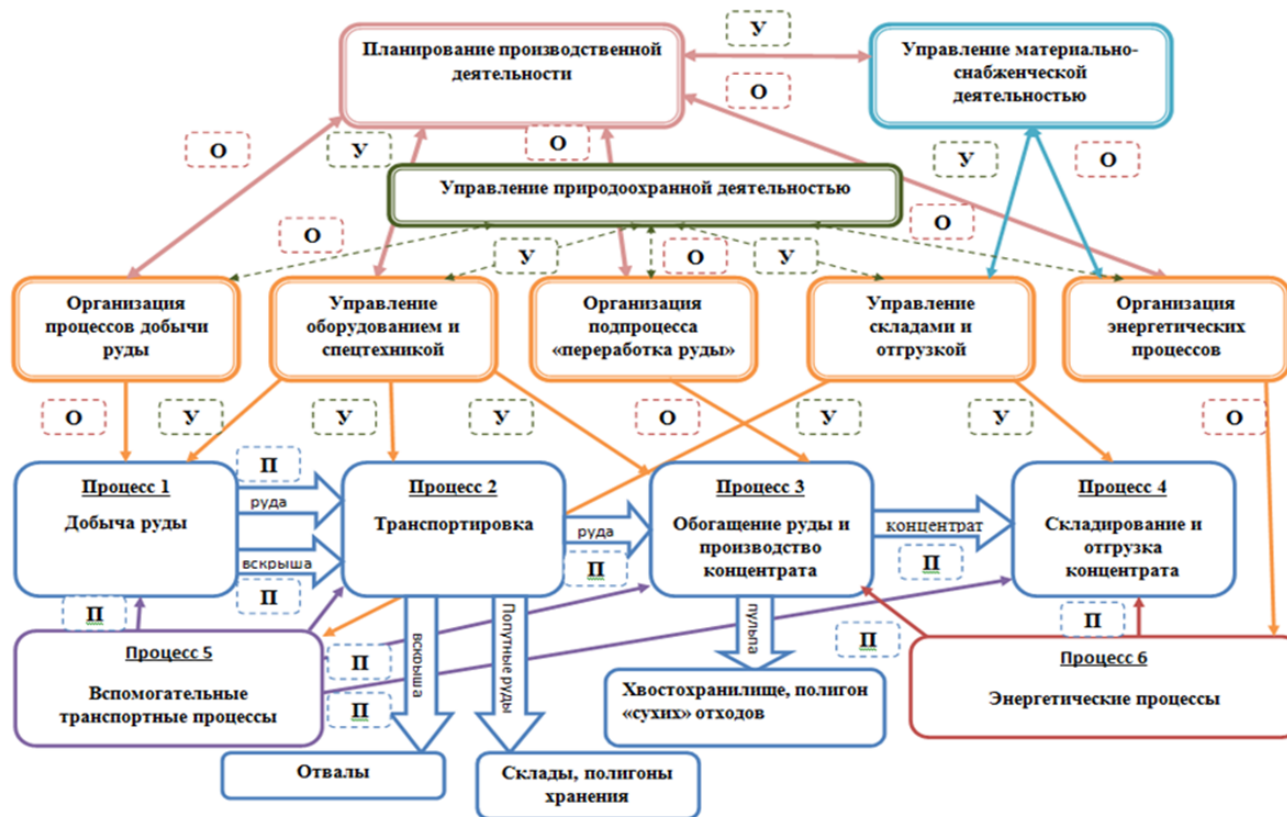 Планирование производственной
деятельности
У
Управление материально-
снабженческой
деятельностью
О
О
У
О
У
О
Управление природоохранной деятельностью
О
У
О
У
О
Организация
процессов добычи
руды
Управление
оборудованием и
спецтехникой
Организация
подпроцесса
«переработка руды»
Управление
складами и
отгрузкой
Организация
энергетических
процессов
О
У
У
У
О
У
У
О
Процесс 1
Добыча руды
П
руда
вскрыша
П
Процесс 2
Транспортировка
руда
П
Процесс 3
Обогащение руды и
производство
концентрата
концентрат
П
Процесс 4
Складирование и
отгрузка
концентрата
П
Процесс 5
Вспомогательные
транспортные процессы
П
П
вскрыша
Попутные руды
пульпа
П
П
Процесс 6
Энергетические процессы
Хвостохранилище, полигон
«сухих» отходов
Отвалы
Склады, полигоны
хранения